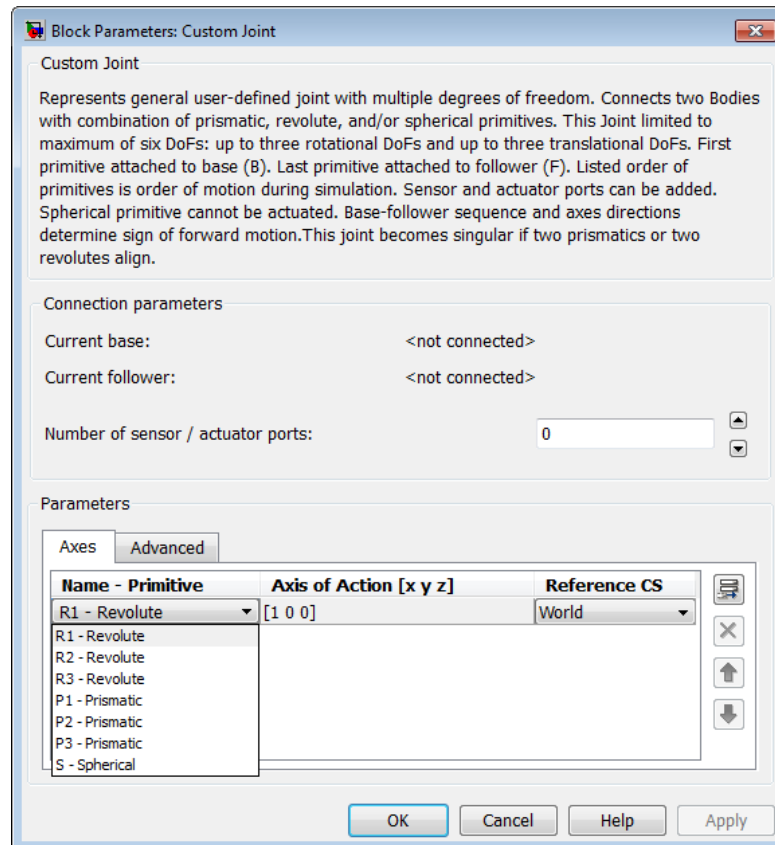 Block Parameters: Custom Joint
Custom Joint
Represents general user-defined joint with multiple degrees of freedom. Connects two Bodies
with combination of prismatic, revolute, and/or spherical primitives. This Joint limited to
maximum of six DoFs: up to three rotational DoFs and up to three translational DoFs. First
primitive attached to base (B). Last primitive attached to follower (F). Listed order of
primitives is order of motion during simulation. Sensor and actuator ports can be added.
Spherical primitive cannot be actuated. Base-follower sequence and axes directions
determine sign of forward motion.This joint becomes singular if two prismatics or two
revolutes align.
Connection parameters
Current base: <not connected>
Current follower: <not connected>
Number of sensor / actuator ports: 0
Parameters
Axes Advanced
Name - Primitive Axis of Action [x y z] Reference CS
R1 - Revolute [1 0 0] World
R1 - Revolute
R2 - Revolute
R3 - Revolute
P1 - Prismatic
P2 - Prismatic
P3 - Prismatic
S - Spherical
OK Cancel Help Apply